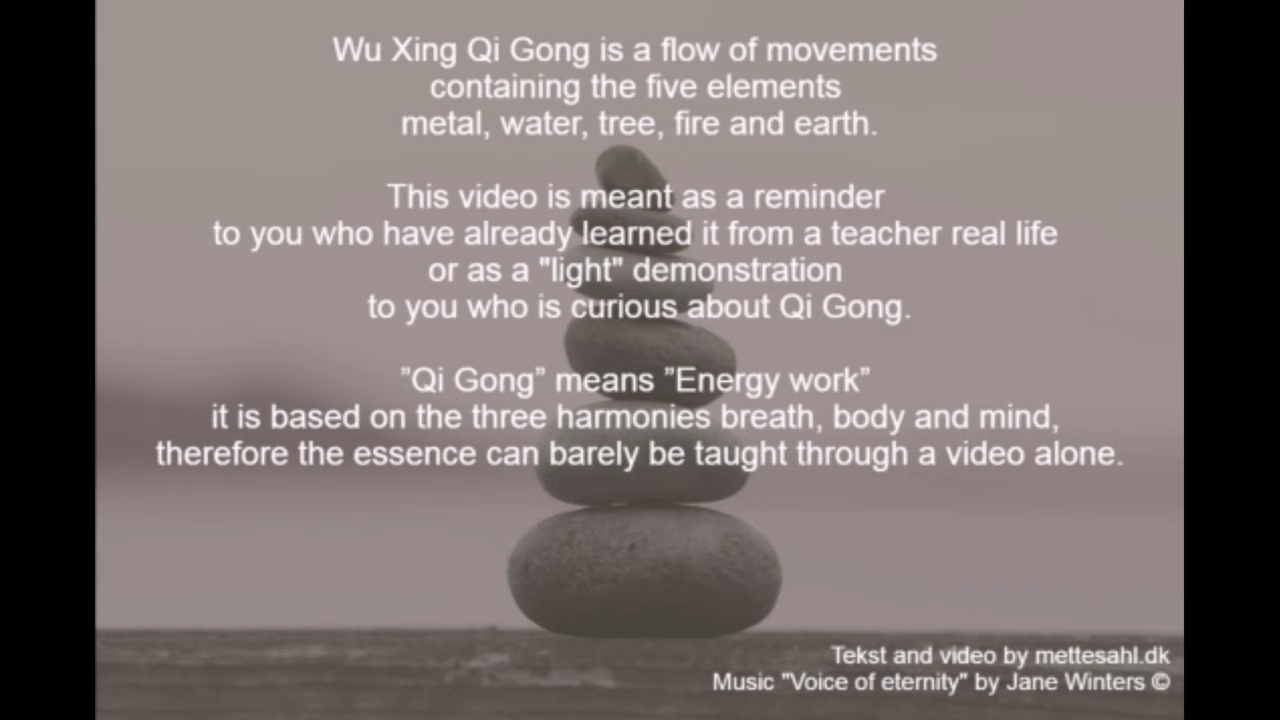 Wu Xing Qi Gong is a flow of movements
containing the five elements
metal, water, tree, fire and earth.
This video is meant as a reminder
to you who have already learned it from a teacher real life
or as a "light" demonstration
to you who is curious about Qi Gong.
”Qi Gong” means ”Energy work”
it is based on the three harmonies breath, body and mind,
therefore the essence can barely be taught through a video alone.
Tekst and video by mettesahl.dk
Music "Voice of eternity" by Jane Winters ©